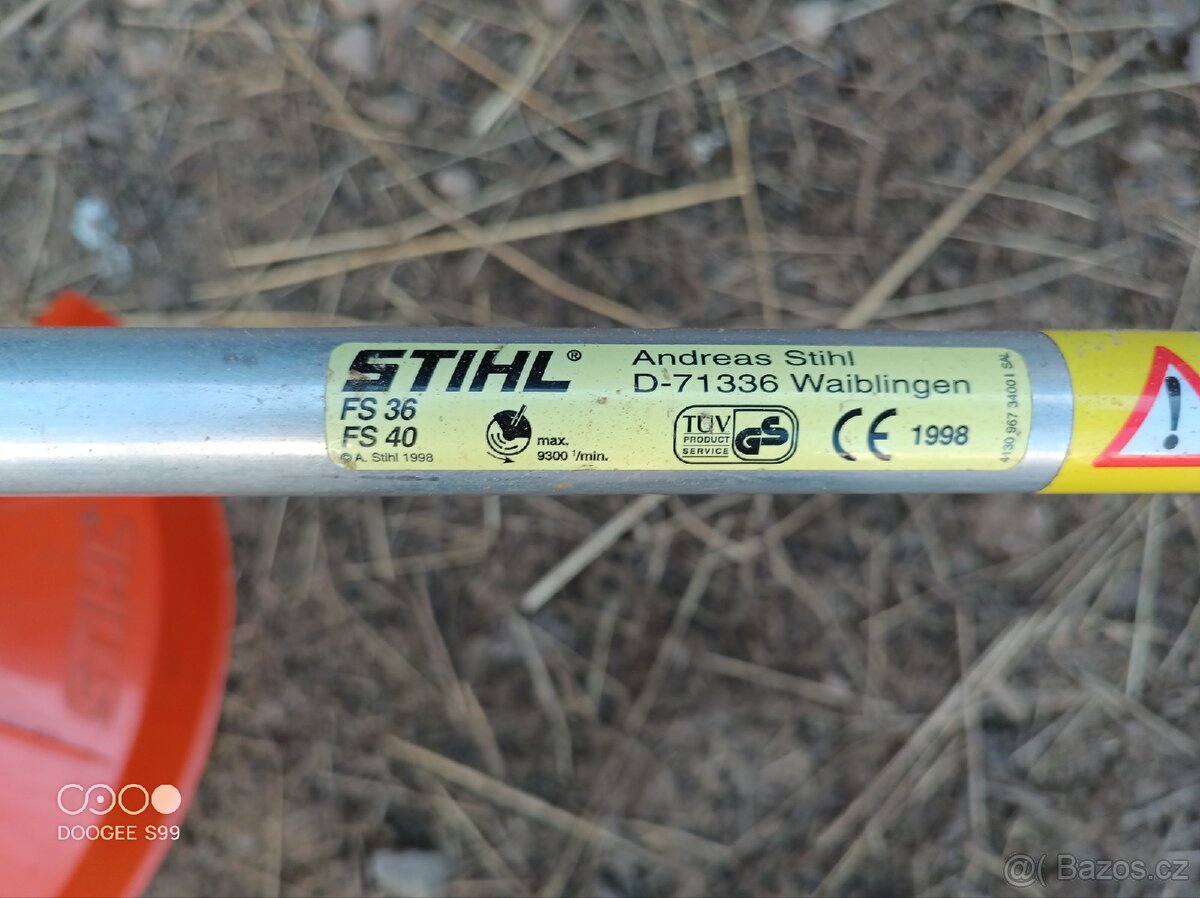 STIHL®
FS 36
FS 40
© A. Stihl 1998
max.
9300 1/min.
Andreas Stihl
D-71336 Waiblingen
TÜV
PRODUCT
SERVICE
GS
CE 1998
4130 967 3400 I SAL
!
STIHL
DOOGEE S99
@( Bazos.cz